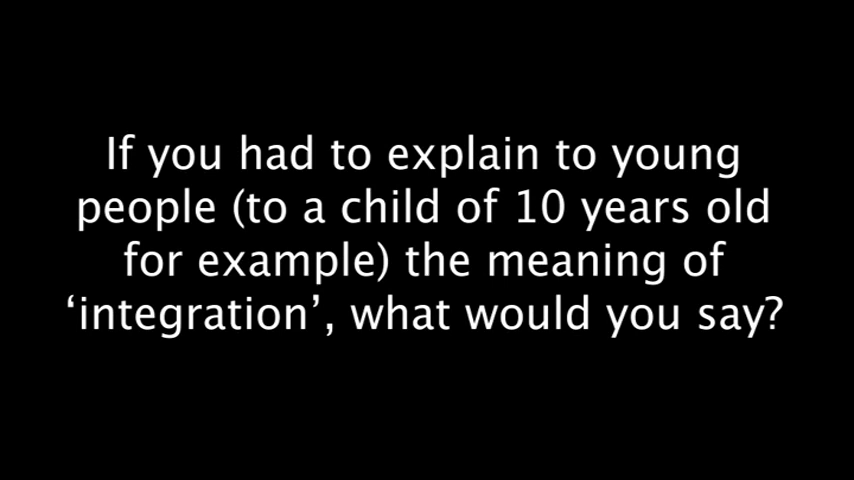 If you had to explain to young
people (to a child of 10 years old
for example) the meaning of
‘integration’, what would you say?